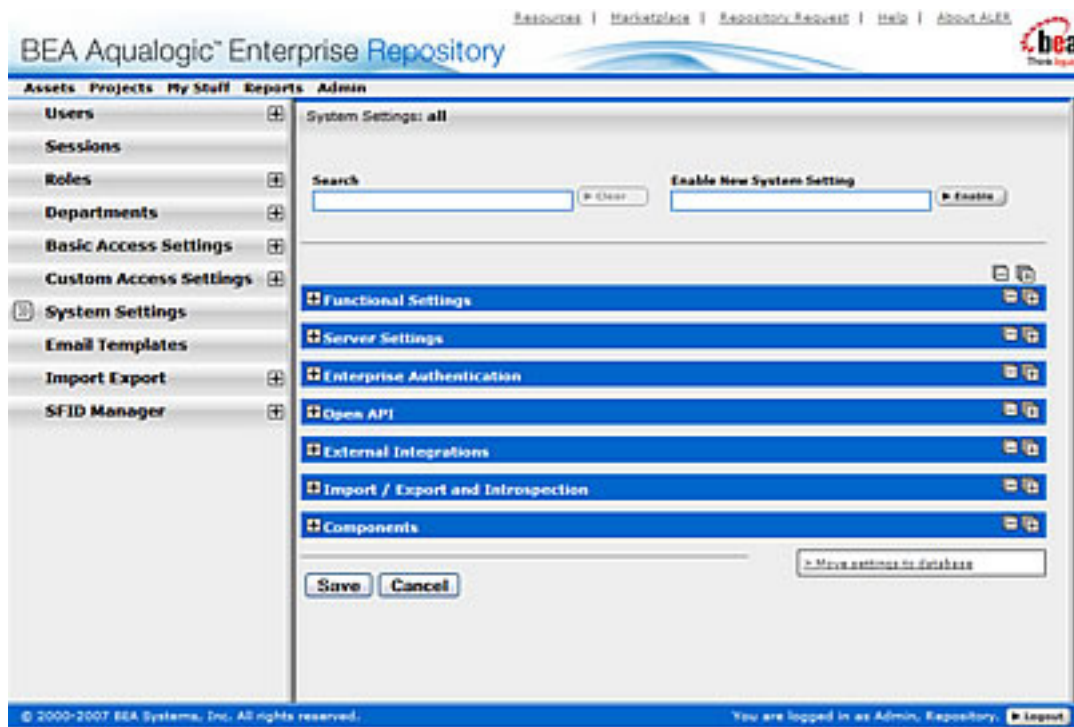 Resources | Marketplace | Repository Request | Help | About ALER
BEA Aqualogic™ Enterprise Repository
bea
Think liquid
Assets Projects My Stuff Reports Admin
Users
Sessions
Roles
Departments
Basic Access Settings
Custom Access Settings
System Settings
Email Templates
Import Export
SFID Manager
System Settings: all
Search
Clear
Enable New System Setting
Enable
Functional Settings
Server Settings
Enterprise Authentication
Open API
External Integrations
Import / Export and Introspection
Components
> Move settings to database
Save Cancel
© 2000-2007 BEA Systems, Inc. All rights reserved.
You are logged in as Admin, Repository.
Logout